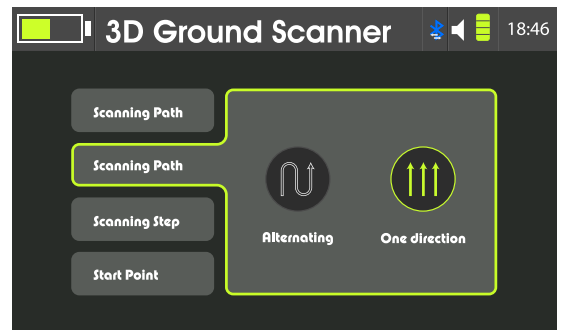 3D Ground Scanner
18:46
Scanning Path
Scanning Path
Scanning Step
Start Point
Alternating
One direction